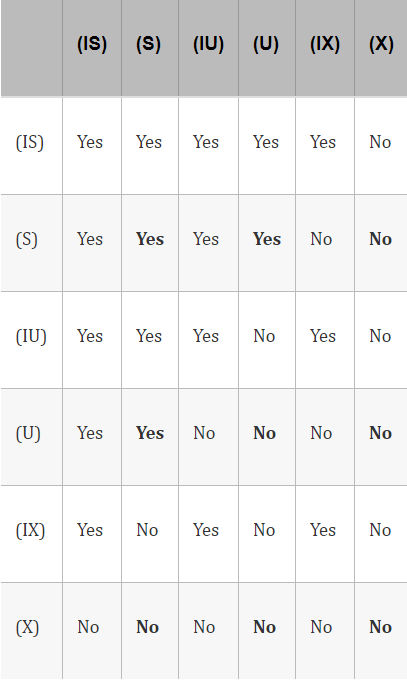 (IS) (S) (IU) (U) (IX) (X)
(IS) Yes Yes Yes Yes Yes No
(S) Yes Yes Yes Yes No No
(IU) Yes Yes Yes No Yes No
(U) Yes Yes No No No No
(IX) Yes No Yes No Yes No
(X) No No No No No No